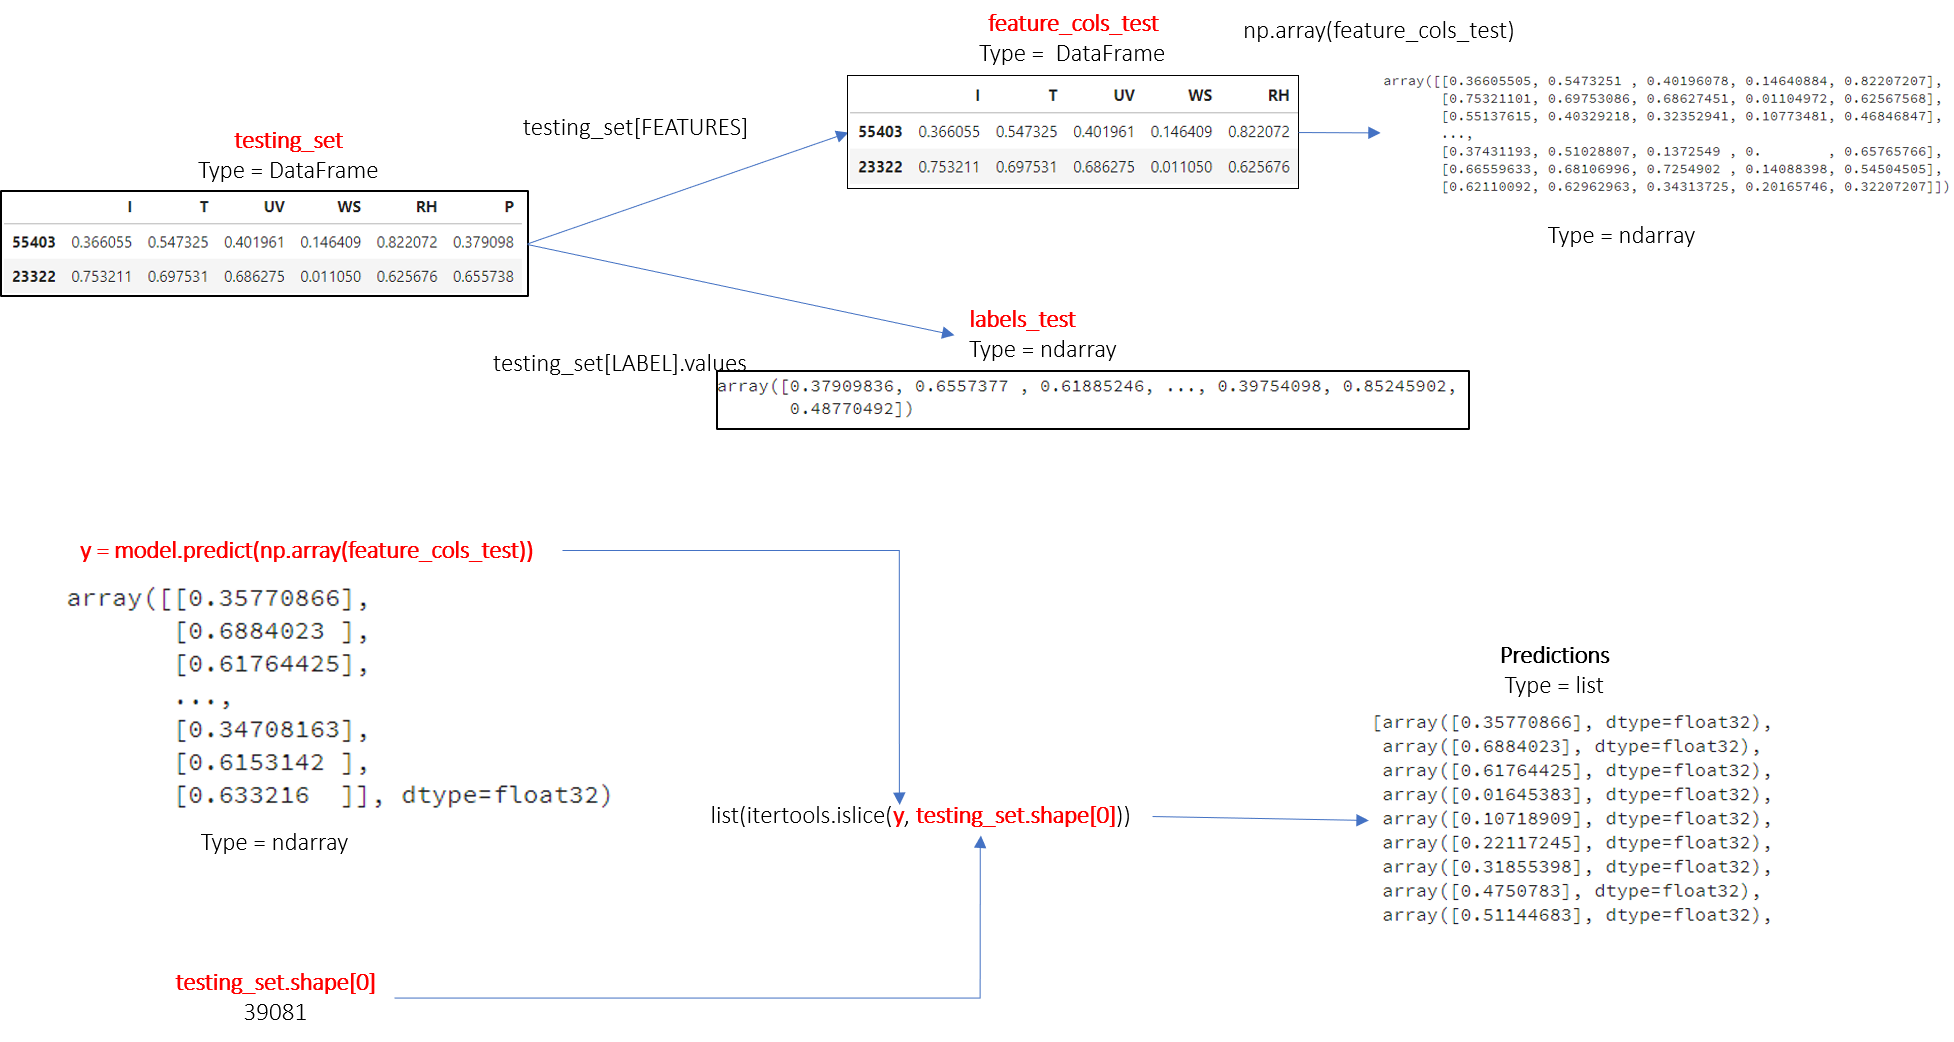 feature_cols_test
Type =  DataFrame
np.array(feature_cols_test)
I T UV WS RH
55403 0.366055 0.547325 0.401961 0.146409 0.822072
23322 0.753211 0.697531 0.686275 0.011050 0.625676
array([[0.36605505, 0.5473251 , 0.40196078, 0.14640884, 0.82207207],
[0.75321101, 0.69753086, 0.68627451, 0.01104972, 0.62567568],
[0.55137615, 0.40329218, 0.32352941, 0.10773481, 0.46846847],
...,
[0.37431193, 0.51028807, 0.1372549 , 0.        , 0.65765766],
[0.66559633, 0.68106996, 0.7254902 , 0.14088398, 0.54504505],
[0.62110092, 0.62962963, 0.34313725, 0.20165746, 0.32207207]])
Type = ndarray
testing_set[FEATURES]
testing_set
Type = DataFrame
I T UV WS RH P
55403 0.366055 0.547325 0.401961 0.146409 0.822072 0.379098
23322 0.753211 0.697531 0.686275 0.011050 0.625676 0.655738
labels_test
Type = ndarray
testing_set[LABEL].values
array([0.37909836, 0.6557377 , 0.61885246, ..., 0.39754098, 0.85245902,
0.48770492])
y = model.predict(np.array(feature_cols_test))
array([[0.35770866],
[0.6884023 ],
[0.61764425],
...,
[0.34708163],
[0.6153142 ],
[0.633216  ]], dtype=float32)
Type = ndarray
list(itertools.islice(y, testing_set.shape[0]))
testing_set.shape[0]
39081
Predictions
Type = list
[array([0.35770866], dtype=float32),
array([0.6884023], dtype=float32),
array([0.61764425], dtype=float32),
array([0.01645383], dtype=float32),
array([0.10718909], dtype=float32),
array([0.22117245], dtype=float32),
array([0.31855398], dtype=float32),
array([0.4750783], dtype=float32),
array([0.51144683], dtype=float32),